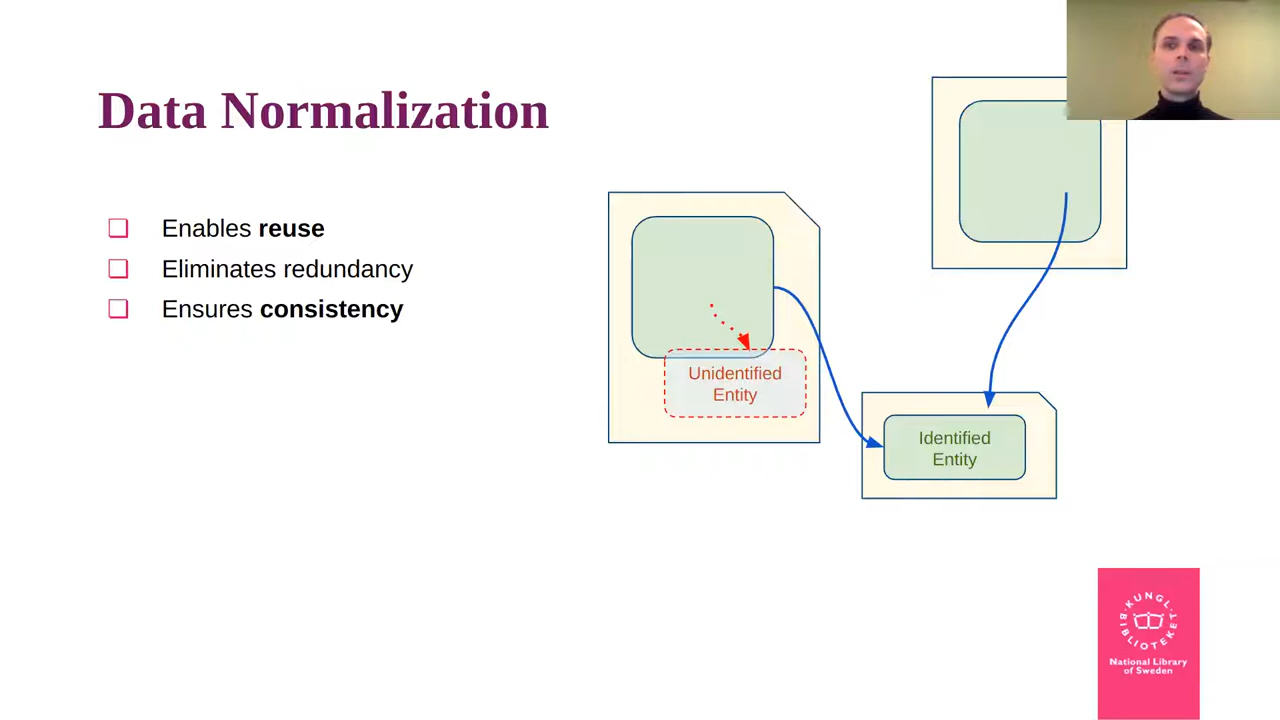 Data Normalization
Enables reuse
Eliminates redundancy
Ensures consistency
Unidentified
Entity
Identified
Entity
KUNGL
BIBLIOTEKET
National Library
of Sweden